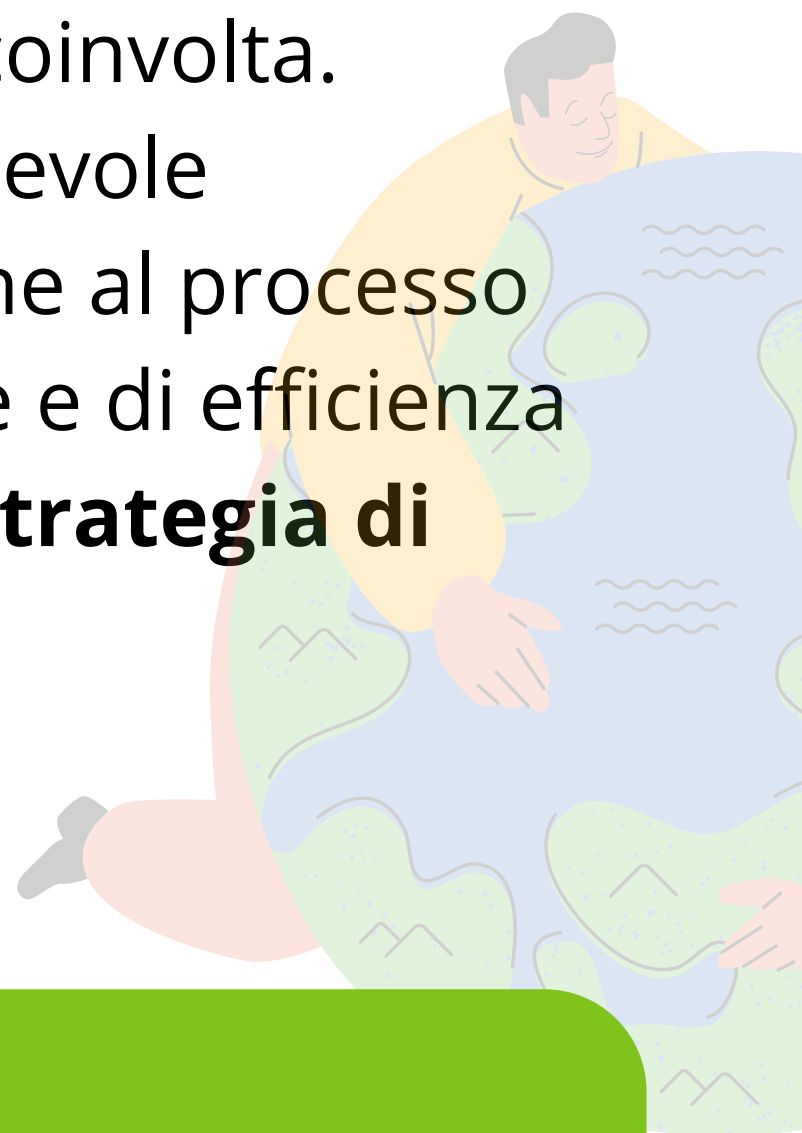 coinvolta.
evole
ne al processo
e e di efficienza
trategia di